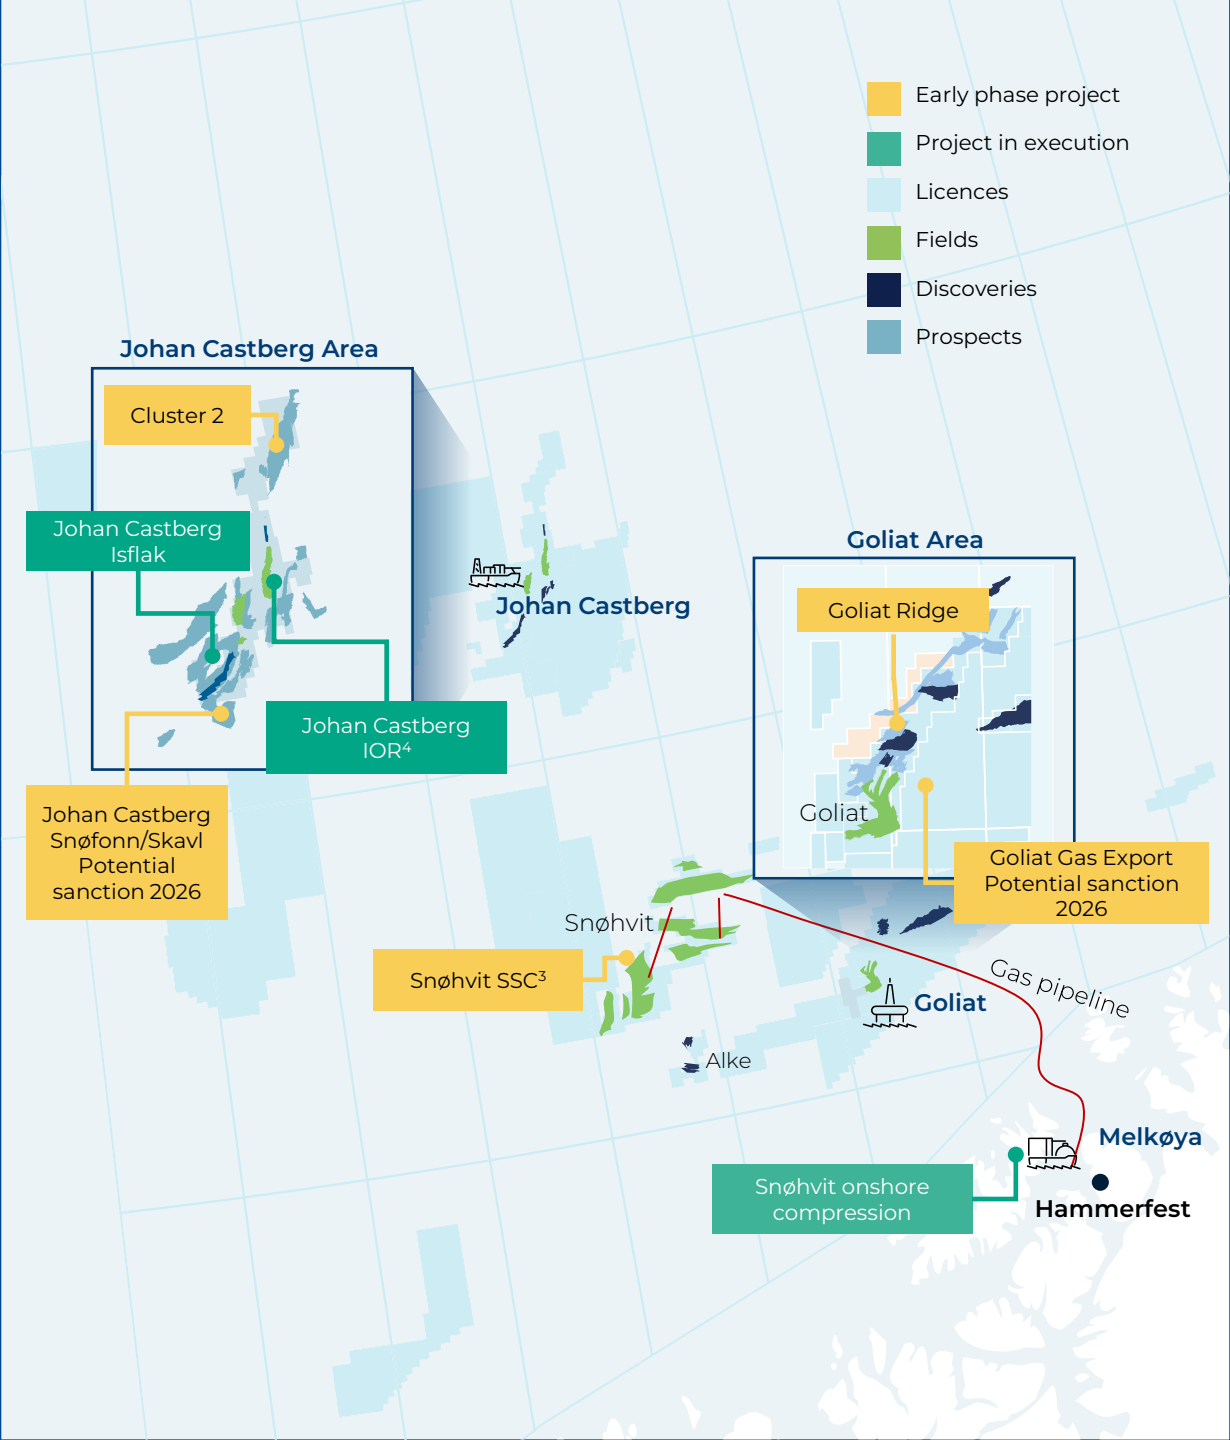 Early phase project
Project in execution
Licences
Fields
Discoveries
Prospects
Johan Castberg Area
Cluster 2
Johan Castberg
Isflak
Johan Castberg
IOR⁴
Johan Castberg
Snøfonn/Skavl
Potential
sanction 2026
Johan Castberg
Goliat Area
Goliat Ridge
Goliat
Goliat Gas Export
Potential sanction
2026
Snøhvit
Snøhvit SSC³
Gas pipeline
Goliat
Alke
Melkøya
Snøhvit onshore
compression
Hammerfest